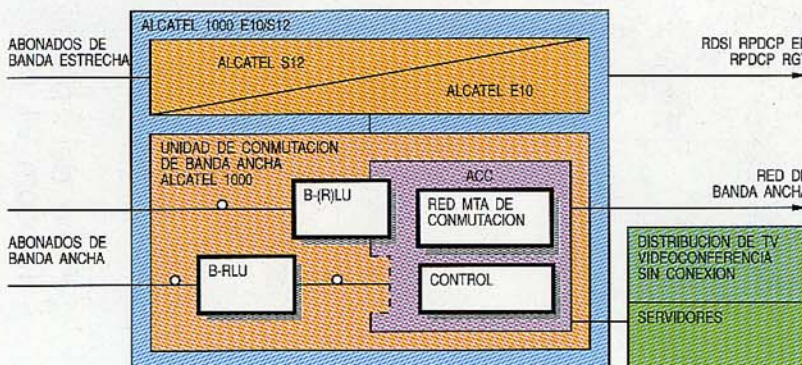 ALCATEL 1000 E10/S12
ABONADOS DE
BANDA ESTRECHA
ALCATEL S12
ALCATEL E10
RDSI RPDCP
RPDCP
UNIDAD DE CONMUTACION
DE BANDA ANCHA
ALCATEL 1000
ACC
B-(R)LU
RED MTA DE
CONMUTACION
RED DE
BANDA ANCHA
ABONADOS DE
BANDA ANCHA
B-RLU
CONTROL
DISTRIBUCION DE TV
VIDEOCONFERENCIA
SIN CONEXION
SERVIDORES